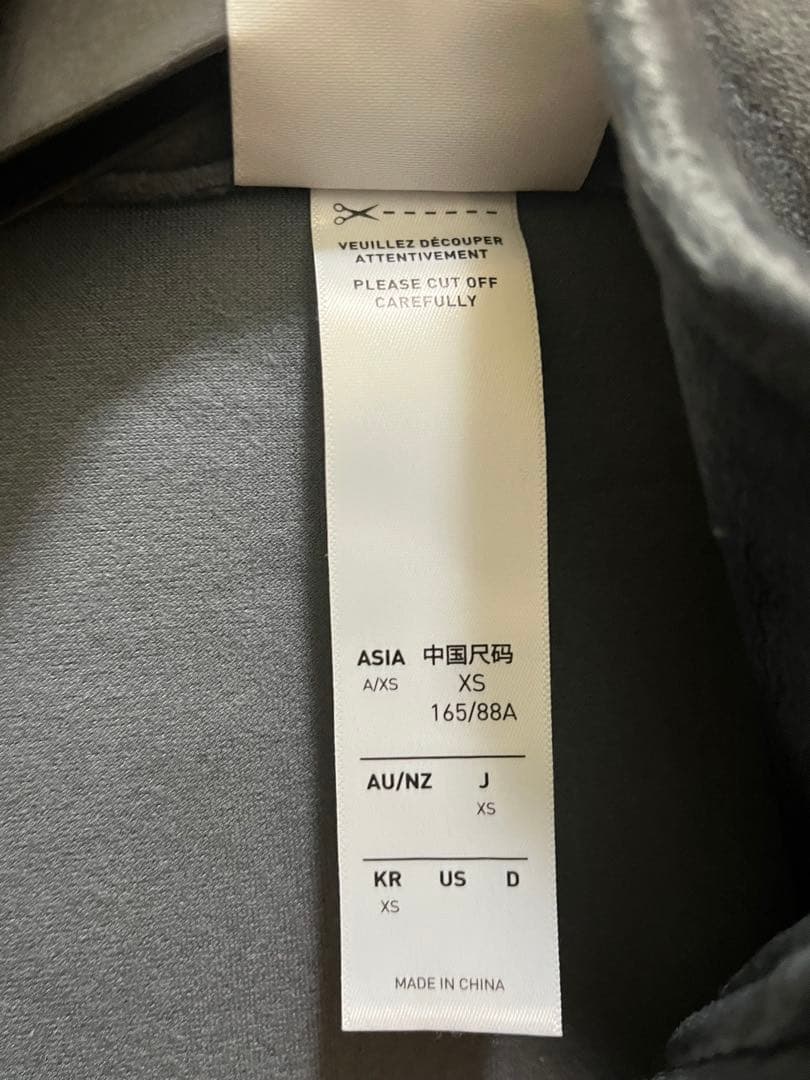 VEUILLEZ DÉCOUPER
ATTENTIVEMENT
PLEASE CUT OFF
CAREFULLY
ASIA 中国尺码
A/XS XS
165/88A
AU/NZ J
XS
KR US D
XS
MADE IN CHINA